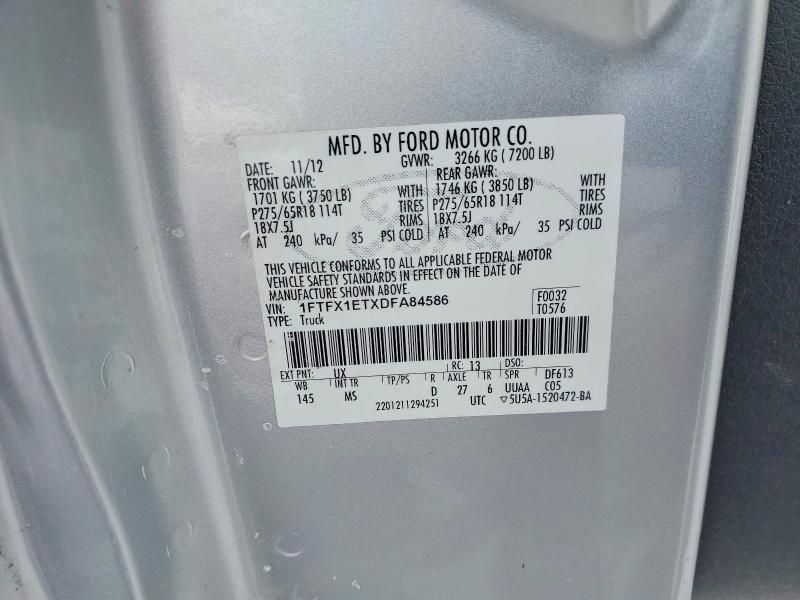 MFD. BY FORD MOTOR CO.
DATE: 11/12 GVWR: 3266 KG ( 7200 LB)
FRONT GAWR: REAR GAWR:
1701 KG ( 3750 LB) WITH 1746 KG ( 3850 LB) WITH
P275/65R18 114T TIRES P275/65R18 114T TIRES
18X7.5J RIMS 18X7.5J RIMS
AT 240 kPa/ 35 PSI COLD AT 240 kPa/ 35 PSI COLD
THIS VEHICLE CONFORMS TO ALL APPLICABLE FEDERAL MOTOR
VEHICLE SAFETY STANDARDS IN EFFECT ON THE DATE OF
MANUFACTURE SHOWN ABOVE.
VIN: 1FTFX1ETXDFA84586 F0032
TYPE: Truck T0576
EXT PNT: UX RC: 13 DSO:
WB INT TR TP/PS R AXLE TR SPR DF613
145 MS D 27 6 UUAA C05
2201211294251 UTC ▽5U5A-1520472-BA
Ford